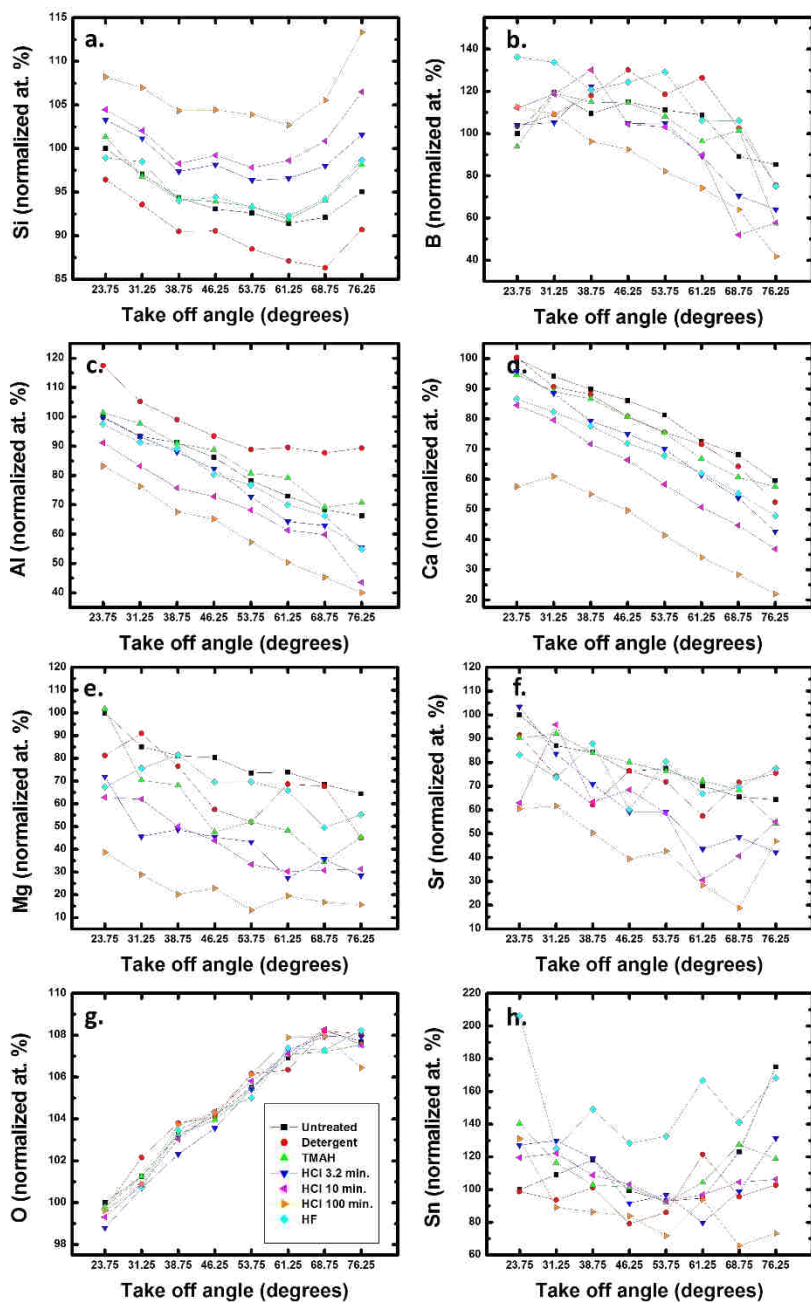 a.
Si (normalized at. %)
115
110
105
100
95
90
85
23.75 31.25 38.75 46.25 53.75 61.25 68.75 76.25
Take off angle (degrees)
b.
B (normalized at. %)
140
120
100
80
60
40
23.75 31.25 38.75 46.25 53.75 61.25 68.75 76.25
Take off angle (degrees)
c.
Al (normalized at. %)
120
110
100
90
80
70
60
50
40
23.75 31.25 38.75 46.25 53.75 61.25 68.75 76.25
Take off angle (degrees)
d.
Ca (normalized at. %)
100
90
80
70
60
50
40
30
20
23.75 31.25 38.75 46.25 53.75 61.25 68.75 76.25
Take off angle (degrees)
e.
Mg (normalized at. %)
120
110
100
90
80
70
60
50
40
30
20
10
23.75 31.25 38.75 46.25 53.75 61.25 68.75 76.25
Take off angle (degrees)
f.
Sr (normalized at. %)
120
110
100
90
80
70
60
50
40
30
20
10
23.75 31.25 38.75 46.25 53.75 61.25 68.75 76.25
Take off angle (degrees)
g.
O (normalized at. %)
110
108
106
104
102
100
98
Untreated
Detergent
TMAH
HCl 3.2 min.
HCl 10 min.
HCl 100 min.
HF
23.75 31.25 38.75 46.25 53.75 61.25 68.75 76.25
Take off angle (degrees)
h.
Sn (normalized at. %)
220
200
180
160
140
120
100
80
60
23.75 31.25 38.75 46.25 53.75 61.25 68.75 76.25
Take off angle (degrees)